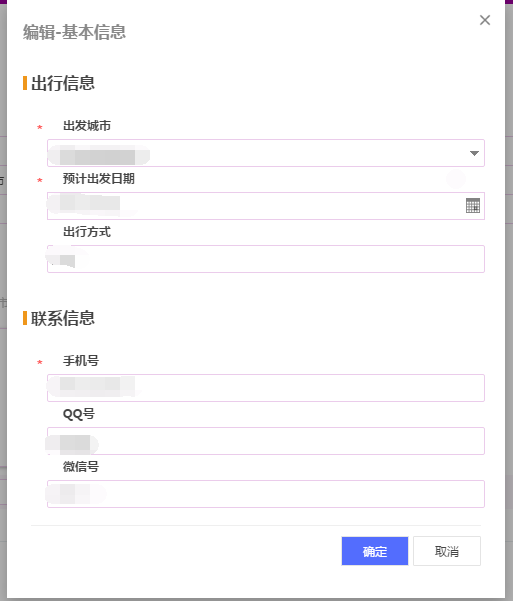 编辑-基本信息
出行信息
* 出发城市
* 预计出发日期
出行方式
联系信息
* 手机号
QQ号
微信号
确定 取消